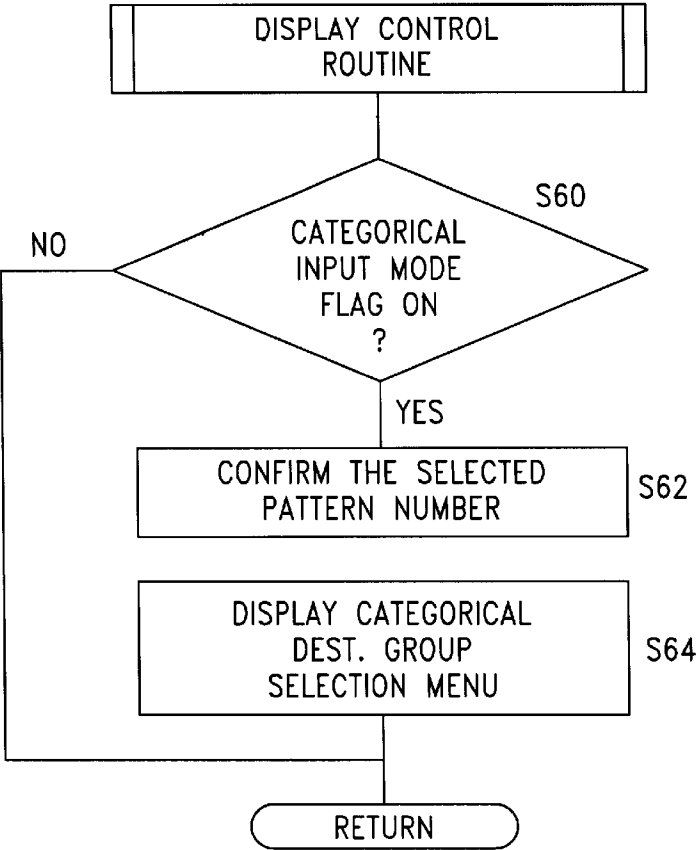 DISPLAY CONTROL
ROUTINE
S60
NO
CATEGORICAL
INPUT MODE
FLAG ON
?
YES
CONFIRM THE SELECTED
PATTERN NUMBER
S62
DISPLAY CATEGORICAL
DEST. GROUP
SELECTION MENU
S64
RETURN